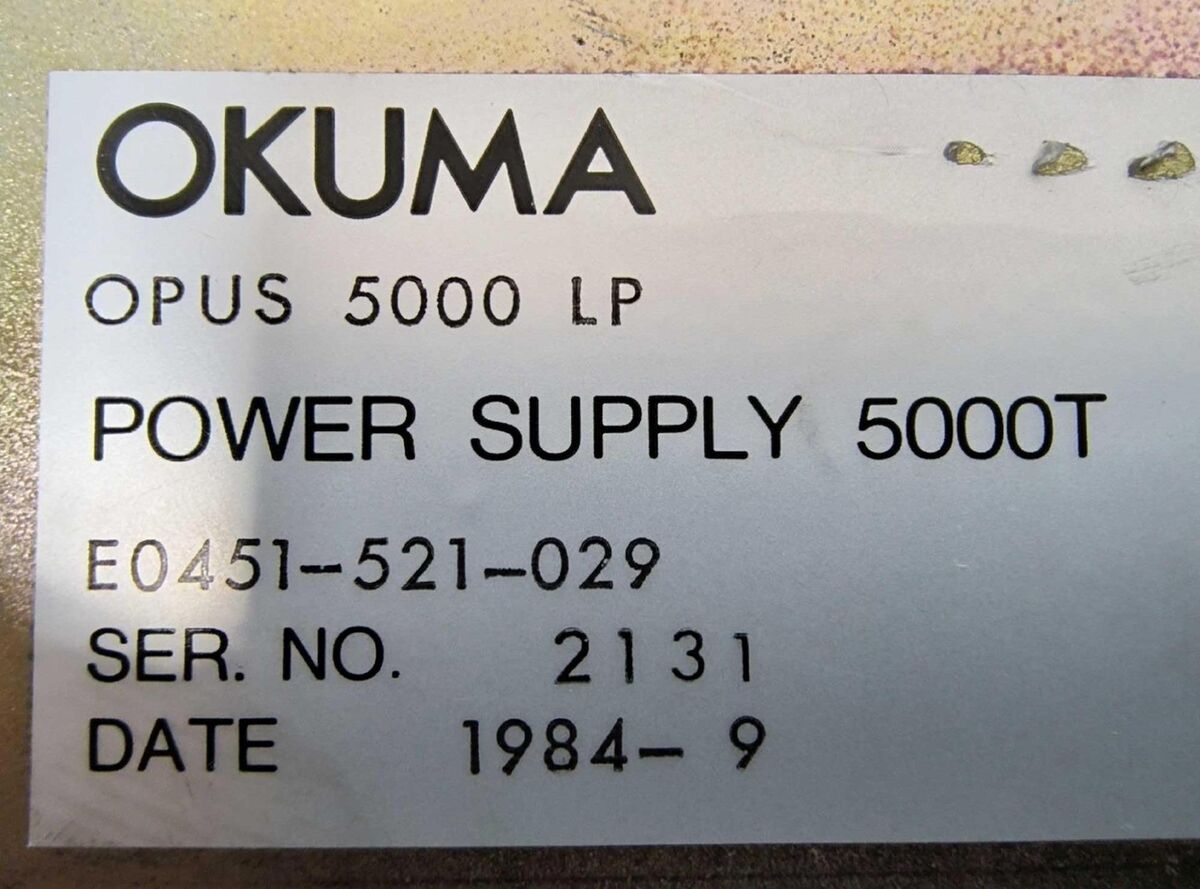 OKUMA
OPUS 5000 LP
POWER SUPPLY 5000T
E0451-521-029
SER. NO. 2131
DATE 1984- 9